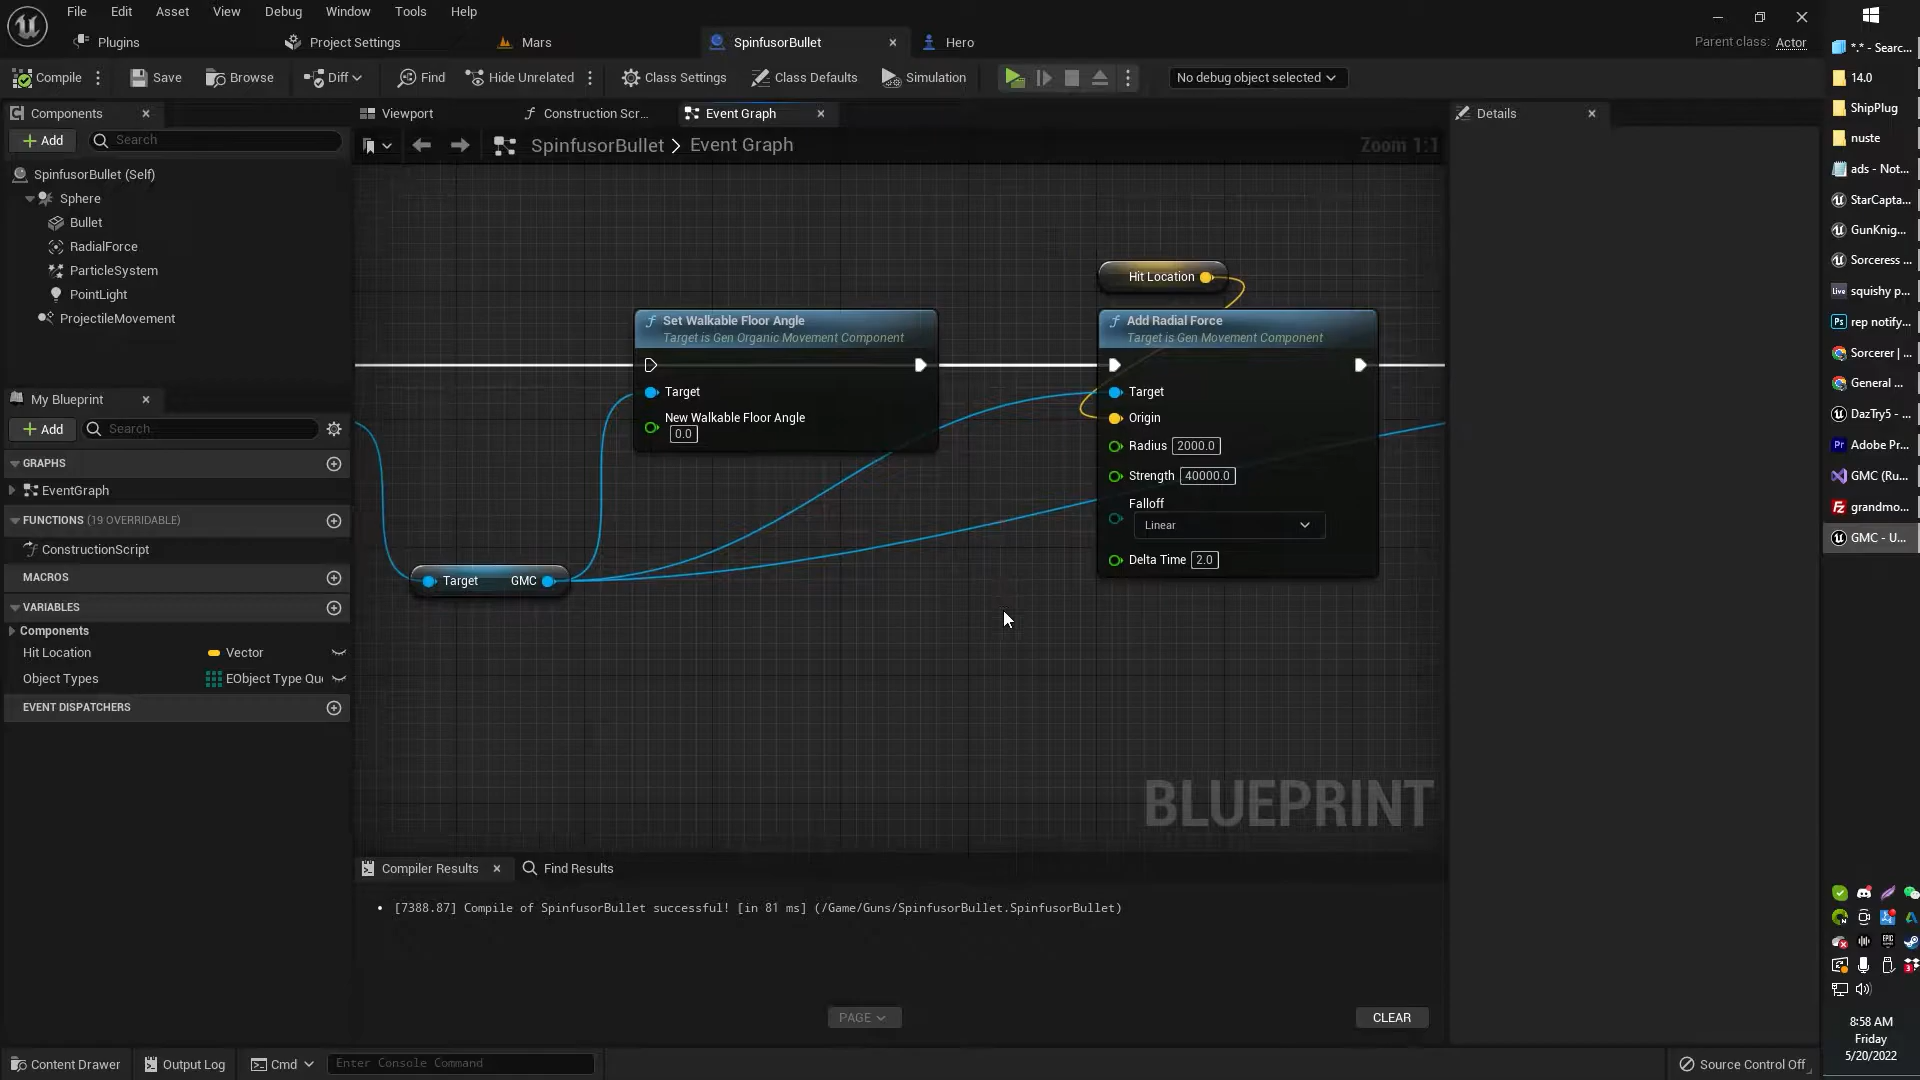 File Edit Asset View Debug Window Tools Help
Plugins Project Settings Mars SpinfusorBullet Hero
Parent class: Actor
Compile Save Browse Diff Find Hide Unrelated Class Settings Class Defaults Simulation No debug object selected
Components
Add Search
SpinfusorBullet (Self)
Sphere
Bullet
RadialForce
ParticleSystem
PointLight
ProjectileMovement
My Blueprint
Add Search
GRAPHS
EventGraph
FUNCTIONS (19 OVERRIDABLE)
ConstructionScript
MACROS
VARIABLES
Components
Hit Location Vector
Object Types EObject Type Qu
EVENT DISPATCHERS
Viewport Construction Scr... Event Graph
SpinfusorBullet > Event Graph
Zoom 1:1
Hit Location
Set Walkable Floor Angle
Target is Gen Organic Movement Component
Target
New Walkable Floor Angle
0.0
Add Radial Force
Target is Gen Movement Component
Target
Origin
Radius 2000.0
Strength 40000.0
Falloff
Linear
Delta Time 2.0
Target GMC
BLUEPRINT
Compiler Results Find Results
• [7388.87] Compile of SpinfusorBullet successful! [in 81 ms] (/Game/Guns/SpinfusorBullet.SpinfusorBullet)
PAGE
CLEAR
Content Drawer Output Log Cmd Enter Console Command
Source Control Off
Details
*.* - Searc...
14.0
ShipPlug
nuste
ads - Not...
StarCapta...
GunKnig...
Sorceress ...
Live squishy p...
Ps rep notify...
Sorcerer | ...
General ...
DazTry5 - ...
Pr Adobe Pr...
GMC (Ru...
grandmo...
GMC - U...
EPIC
8:58 AM
Friday
5/20/2022